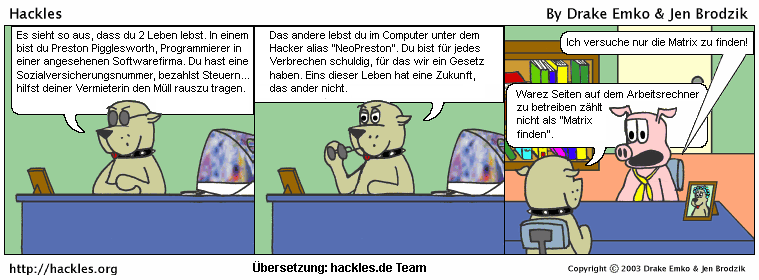 Hackles
By Drake Emko & Jen Brodzik
Es sieht so aus, dass du 2 Leben lebst. In einem
bist du Preston Pigglesworth, Programmierer in
einer angesehenen Softwarefirma. Du hast eine
Sozialversicherungsnummer, bezahlst Steuern...
hilfst deiner Vermieterin den Müll rauszu tragen.
Das andere lebst du im Computer unter dem
Hacker alias "NeoPreston". Du bist für jedes
Verbrechen schuldig, für das wir ein Gesetz
haben. Eins dieser Leben hat eine Zukunft,
das ander nicht.
Ich versuche nur die Matrix zu finden!
Warez Seiten auf dem Arbeitsrechner
zu betreiben zählt
nicht als "Matrix
finden".
http://hackles.org
Übersetzung: hackles.de Team
Copyright © 2003 Drake Emko & Jen Brodzik